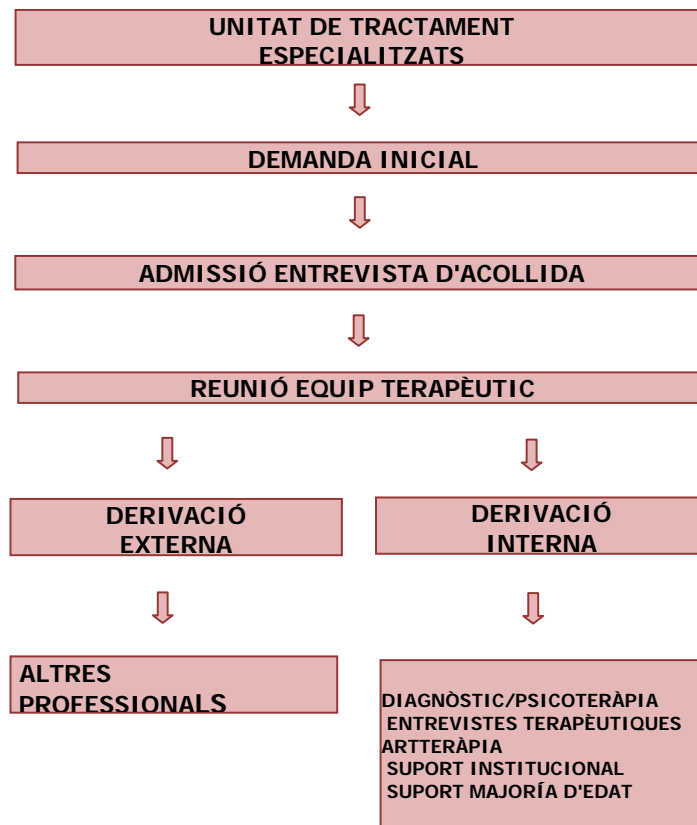 UNITAT DE TRACTAMENT
ESPECIALITZATS
DEMANDA INICIAL
ADMISSIÓ ENTREVISTA D'ACOLLIDA
REUNIÓ EQUIP TERAPÈUTIC
DERIVACIÓ
EXTERNA
DERIVACIÓ
INTERNA
ALTRES
PROFESSIONALS
DIAGNÒSTIC/PSICOTERÀPIA
ENTREVISTES TERAPÈUTIQUES
ARTTERÀPIA
SUPORT INSTITUCIONAL
SUPORT MAJORÍA D'EDAT